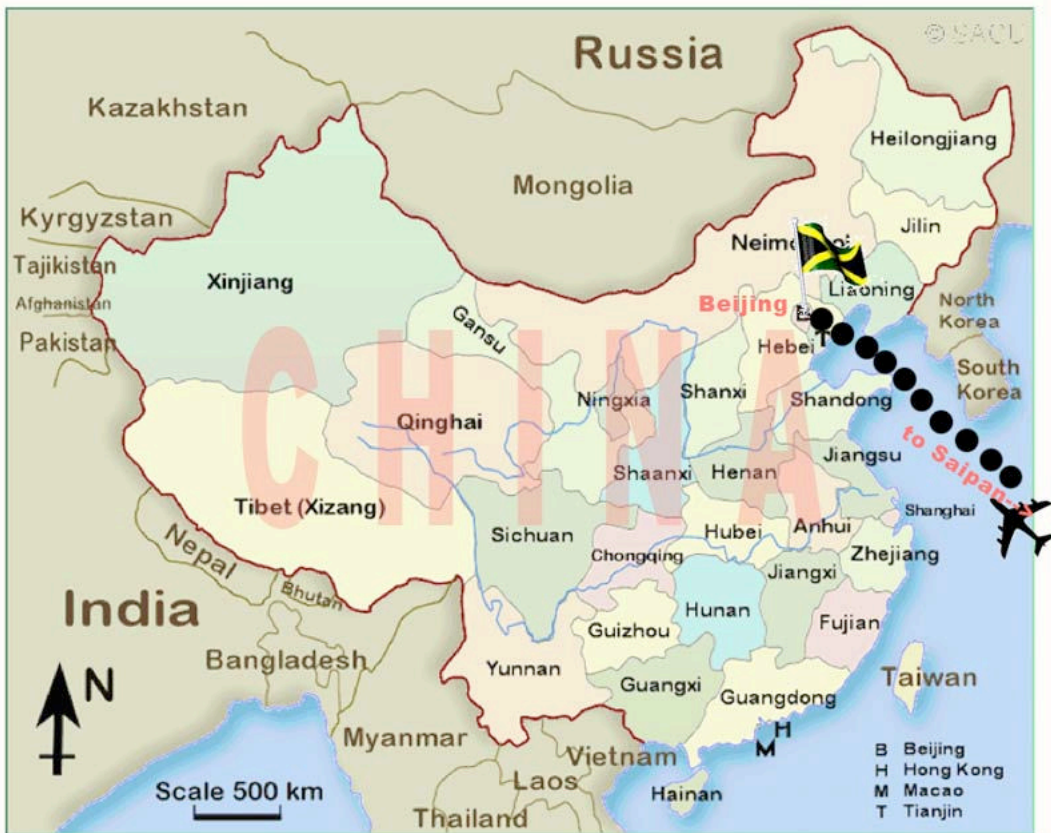 © SACU
Russia
Kazakhstan
Heilongjiang
Mongolia
Kyrgyzstan
Jilin
Tajikistan
Xinjiang
Liaoning
Afghanistan
Beijing
North
Korea
Pakistan
Gansu
Hebei
T
CHINA
South
Korea
Ningxia
Shanxi
Shandong
Qinghai
to Saipan-->
Jiangsu
Shaanxi
Henan
Tibet (Xizang)
Shanghai
Sichuan
Hubei
Anhui
Chongqing
Zhejiang
Nepal
Jiangxi
Bhutan
India
Hunan
Guizhou
Fujian
Bangladesh
Yunnan
Taiwan
N
Guangxi
Guangdong
H
M
Myanmar
Vietnam
B Beijing
Laos
H Hong Kong
Scale 500 km
Hainan
M Macao
Thailand
T Tianjin